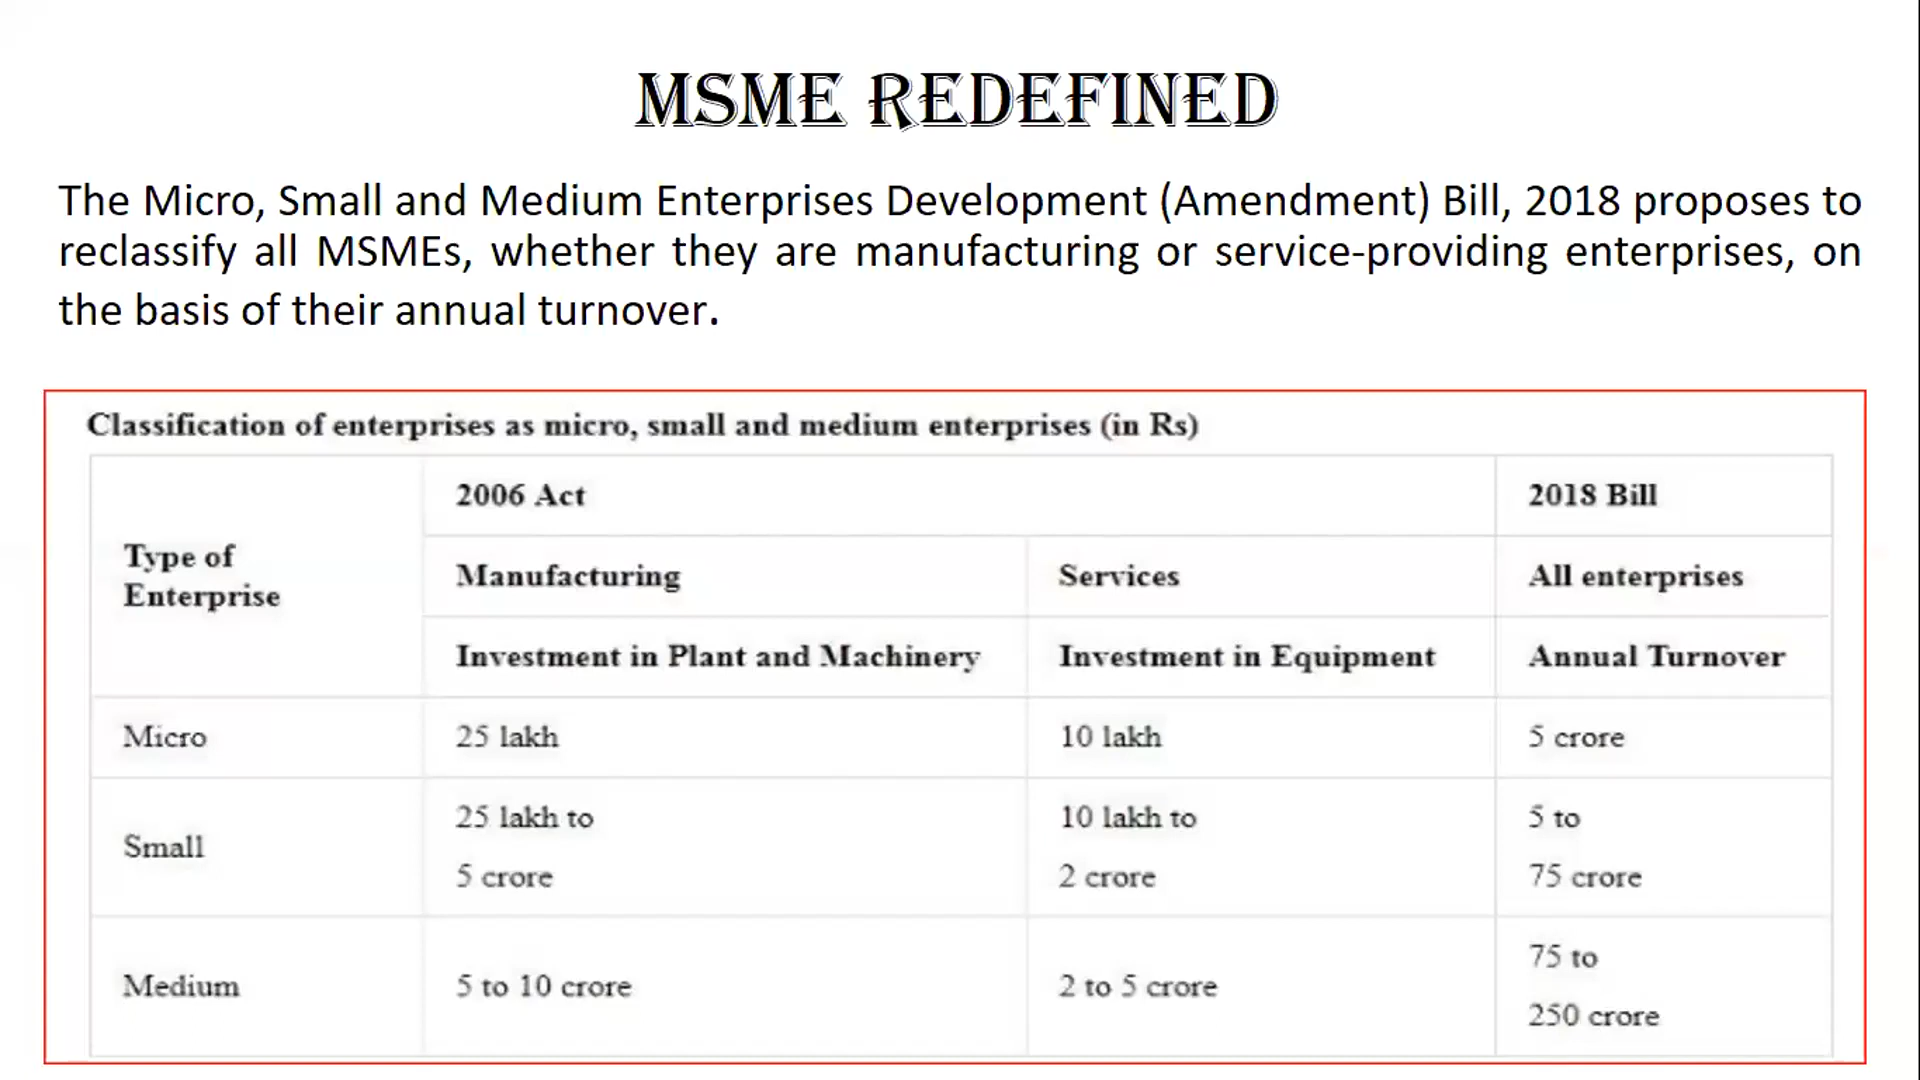 MSME REDEFINED
The Micro, Small and Medium Enterprises Development (Amendment) Bill, 2018 proposes to
reclassify all MSMEs, whether they are manufacturing or service-providing enterprises, on
the basis of their annual turnover.
Classification of enterprises as micro, small and medium enterprises (in Rs)
Type of
Enterprise
2006 Act
2018 Bill
Manufacturing
Services
All enterprises
Investment in Plant and Machinery
Investment in Equipment
Annual Turnover
Micro
25 lakh
10 lakh
5 crore
Small
25 lakh to
5 crore
10 lakh to
2 crore
5 to
75 crore
Medium
5 to 10 crore
2 to 5 crore
75 to
250 crore